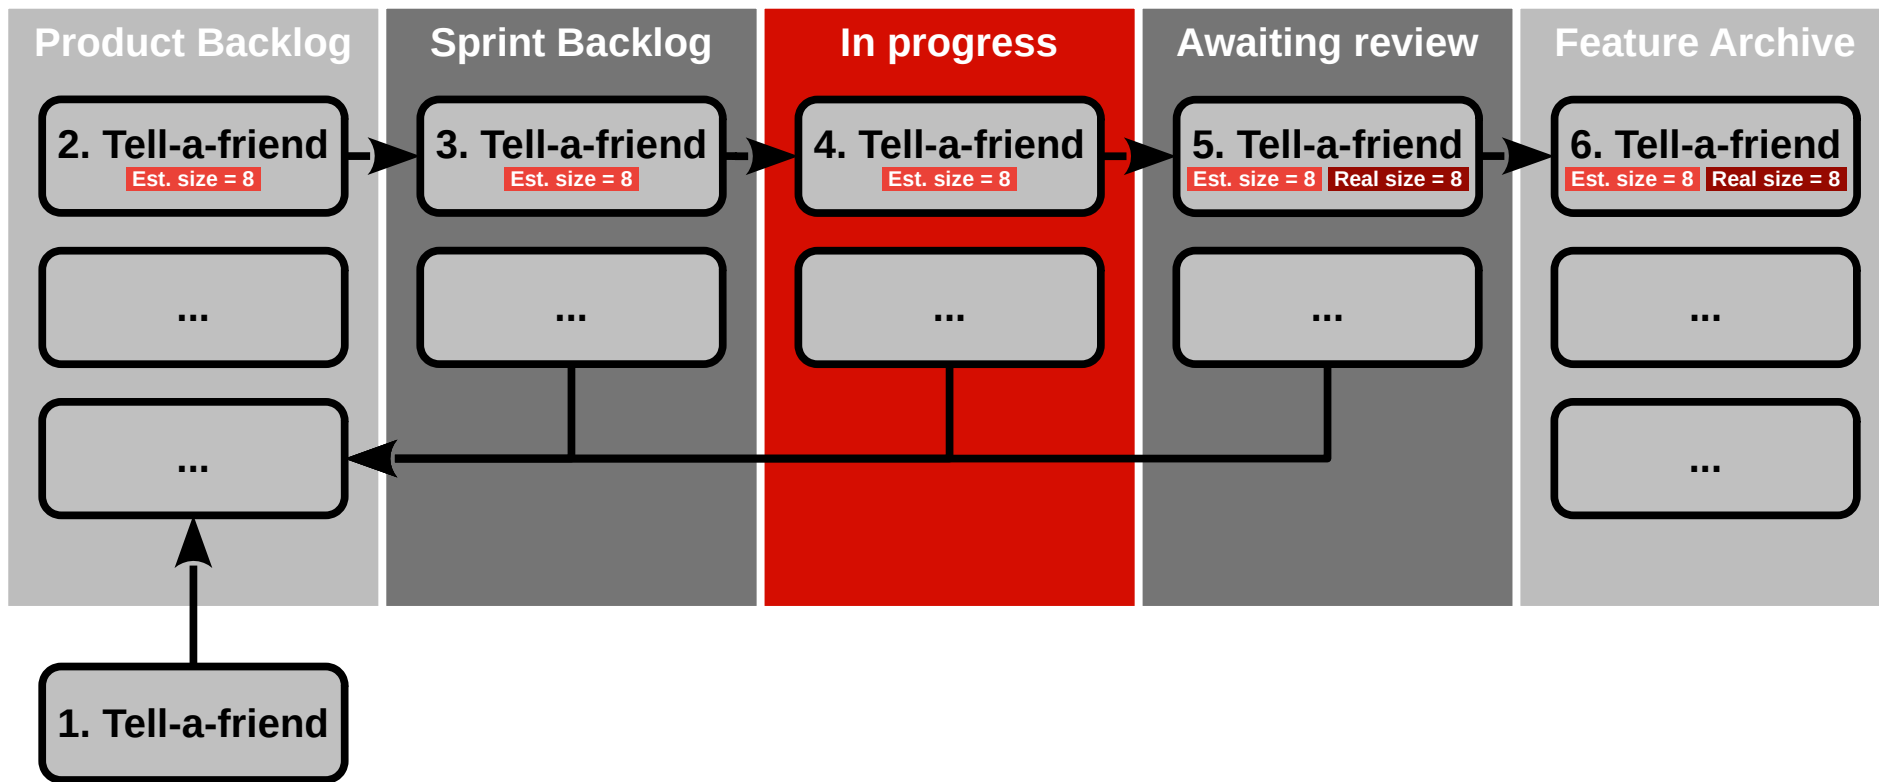 Product Backlog
Sprint Backlog
In progress
Awaiting review
Feature Archive
2. Tell-a-friend
Est. size = 8
3. Tell-a-friend
Est. size = 8
4. Tell-a-friend
Est. size = 8
5. Tell-a-friend
Est. size = 8 Real size = 8
6. Tell-a-friend
Est. size = 8 Real size = 8
...
...
...
...
...
...
...
1. Tell-a-friend